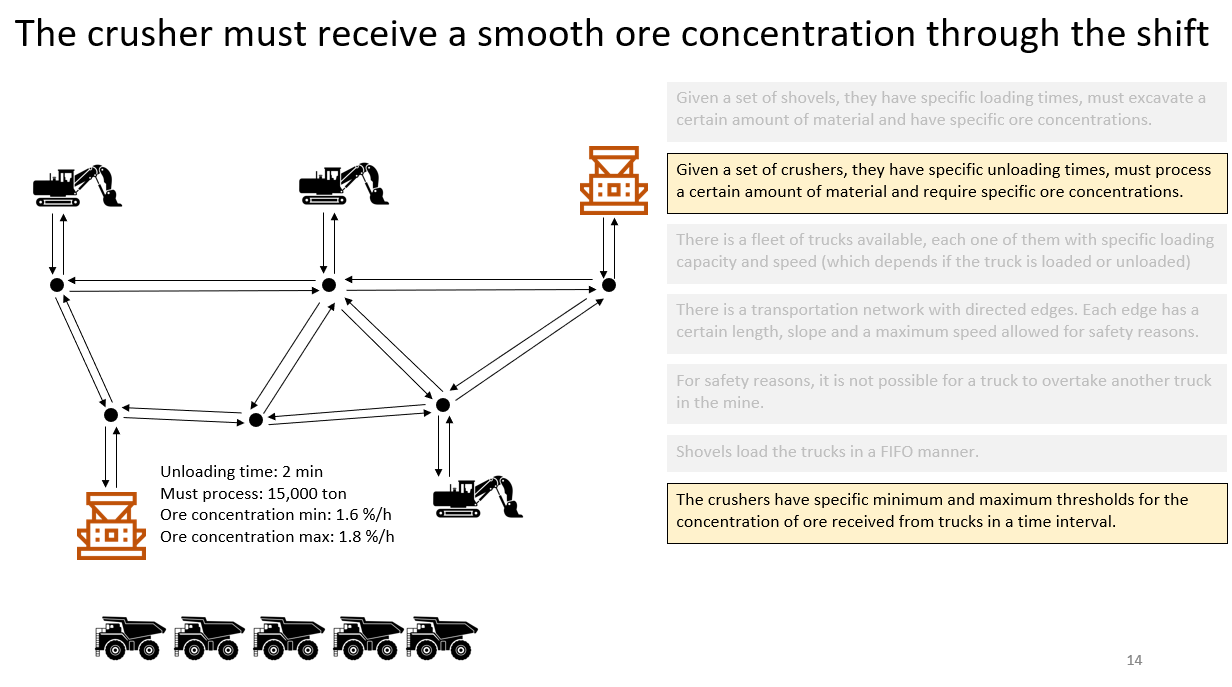 The crusher must receive a smooth ore concentration through the shift
Given a set of shovels, they have specific loading times, must excavate a
certain amount of material and have specific ore concentrations.
Given a set of crushers, they have specific unloading times, must process
a certain amount of material and require specific ore concentrations.
There is a fleet of trucks available, each one of them with specific loading
capacity and speed (which depends if the truck is loaded or unloaded)
There is a transportation network with directed edges. Each edge has a
certain length, slope and a maximum speed allowed for safety reasons.
For safety reasons, it is not possible for a truck to overtake another truck
in the mine.
Shovels load the trucks in a FIFO manner.
The crushers have specific minimum and maximum thresholds for the
concentration of ore received from trucks in a time interval.
Unloading time: 2 min
Must process: 15,000 ton
Ore concentration min: 1.6 %/h
Ore concentration max: 1.8 %/h
14